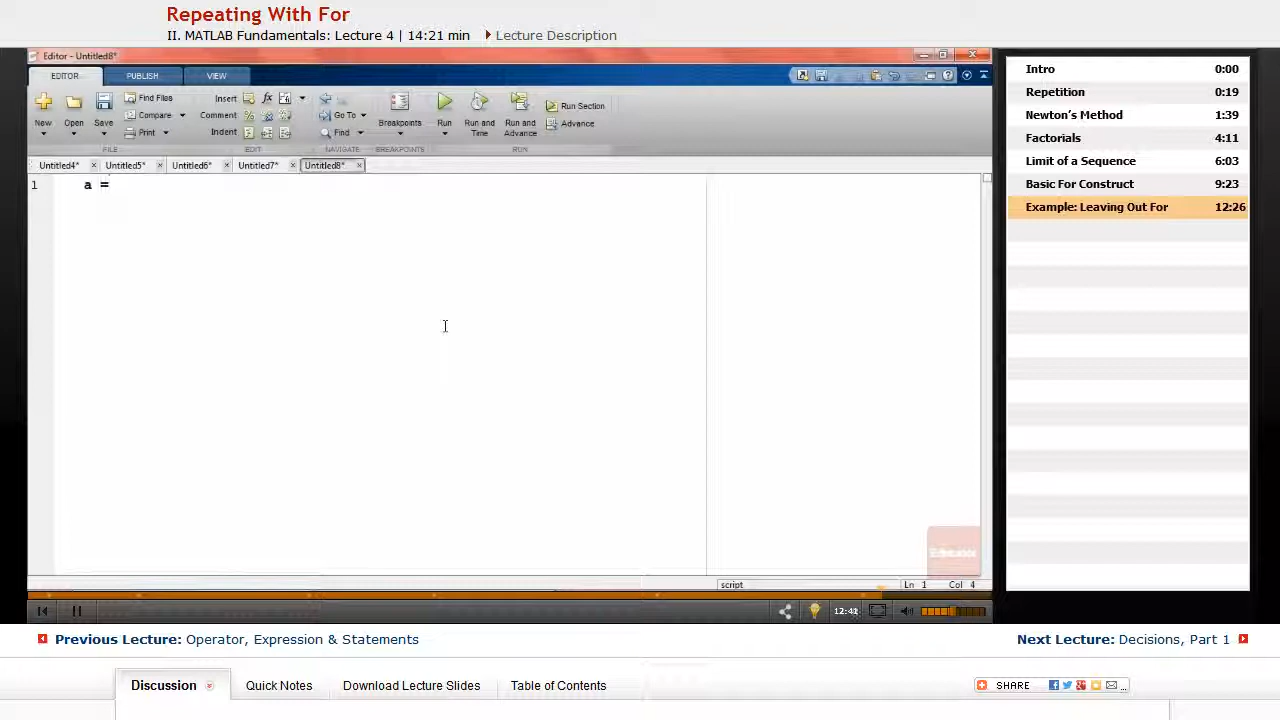 Repeating With For
II. MATLAB Fundamentals: Lecture 4 | 14:21 min
Lecture Description
Editor - Untitled8*
EDITOR PUBLISH VIEW
Find Files Insert fx
Compare Comment Go To Run Section
New Open Save Print Indent Find Breakpoints Run Run and Time Run and Advance Advance
FILE EDIT NAVIGATE BREAKPOINTS RUN
Untitled4* Untitled5* Untitled6* Untitled7* Untitled8*
1 a =
Educator
script Ln 1 Col 4
12:41
Intro 0:00
Repetition 0:19
Newton's Method 1:39
Factorials 4:11
Limit of a Sequence 6:03
Basic For Construct 9:23
Example: Leaving Out For 12:26
Previous Lecture: Operator, Expression & Statements
Next Lecture: Decisions, Part 1
Discussion Quick Notes Download Lecture Slides Table of Contents
SHARE